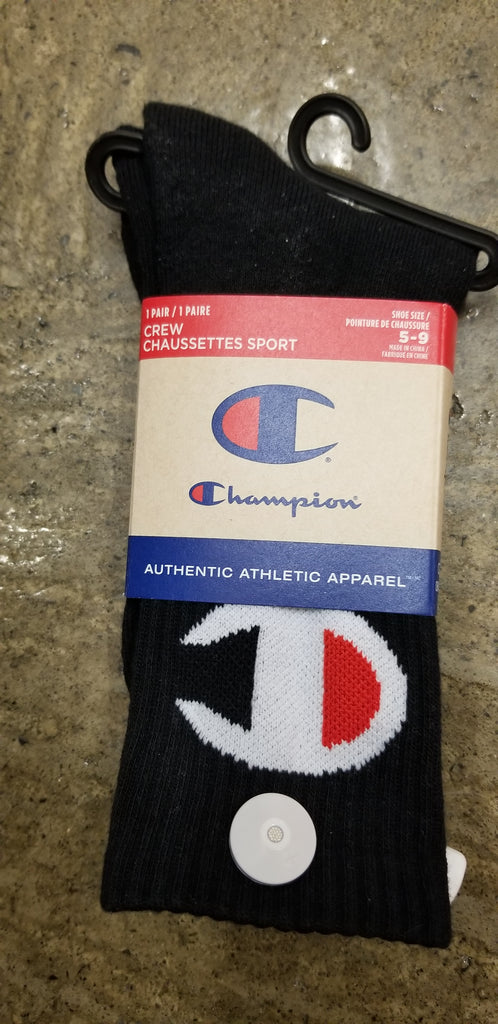 1 PAIR / 1 PAIRE
CREW
CHAUSSETTES SPORT
SHOE SIZE /
POINTURE DE CHAUSSURE
5-9
MADE IN CHINA /
FABRIQUÉ EN CHINE
Champion®
AUTHENTIC ATHLETIC APPAREL